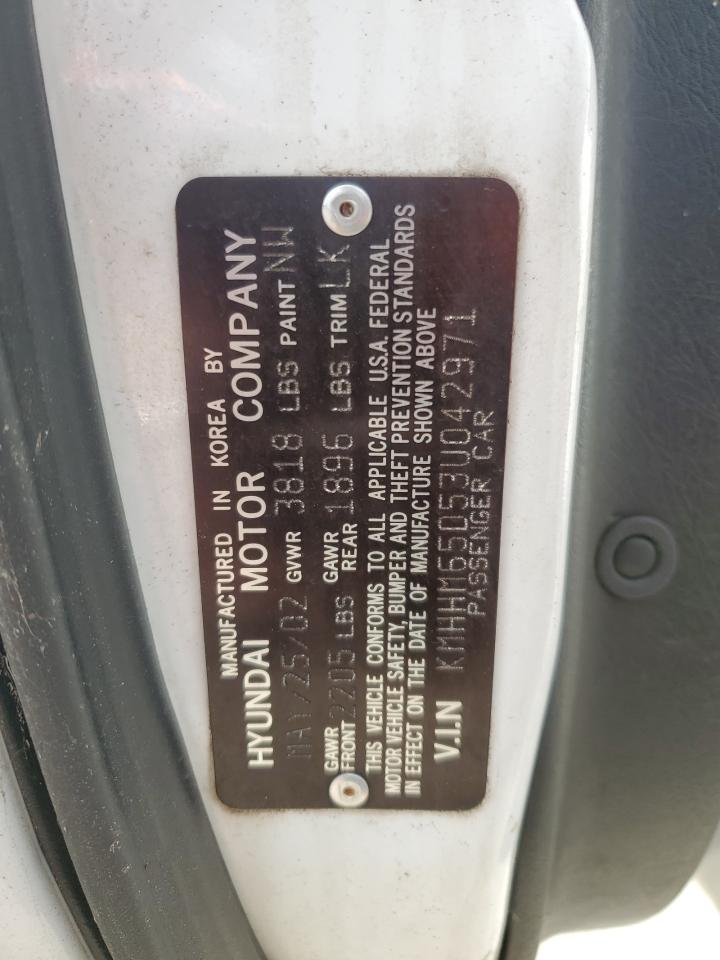 MANUFACTURED IN KOREA BY
HYUNDAI MOTOR COMPANY
MAY/25/02 GVWR 3818 LBS PAINT NW
GAWR FRONT 2205 LBS GAWR REAR 1896 LBS TRIM LK
THIS VEHICLE CONFORMS TO ALL APPLICABLE U.S.A. FEDERAL
MOTOR VEHICLE SAFETY, BUMPER AND THEFT PREVENTION STANDARDS
IN EFFECT ON THE DATE OF MANUFACTURE SHOWN ABOVE
V.I.N KMHHM65D53U042971
PASSENGER CAR